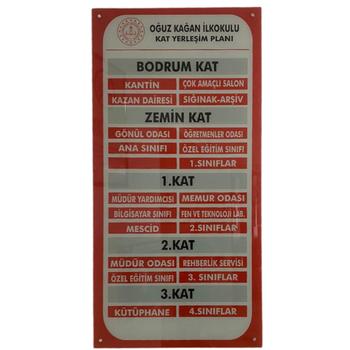 OĞUZ KAĞAN İLKOKULU
KAT YERLEŞİM PLANI
BODRUM KAT
KANTİN ÇOK AMAÇLI SALON
KAZAN DAİRESİ SIĞINAK-ARŞİV
ZEMİN KAT
GÖNÜL ODASI ÖĞRETMENLER ODASI
ANA SINIFI ÖZEL EĞİTİM SINIFI
1.SINIFLAR
1.KAT
MÜDÜR YARDIMCISI MEMUR ODASI
BİLGİSAYAR SINIFI FEN VE TEKNOLOJİ LAB.
MESCİD 2.SINIFLAR
2.KAT
MÜDÜR ODASI REHBERLİK SERVİSİ
ÖZEL EĞİTİM SINIFI 3. SINIFLAR
3.KAT
KÜTÜPHANE 4.SINIFLAR